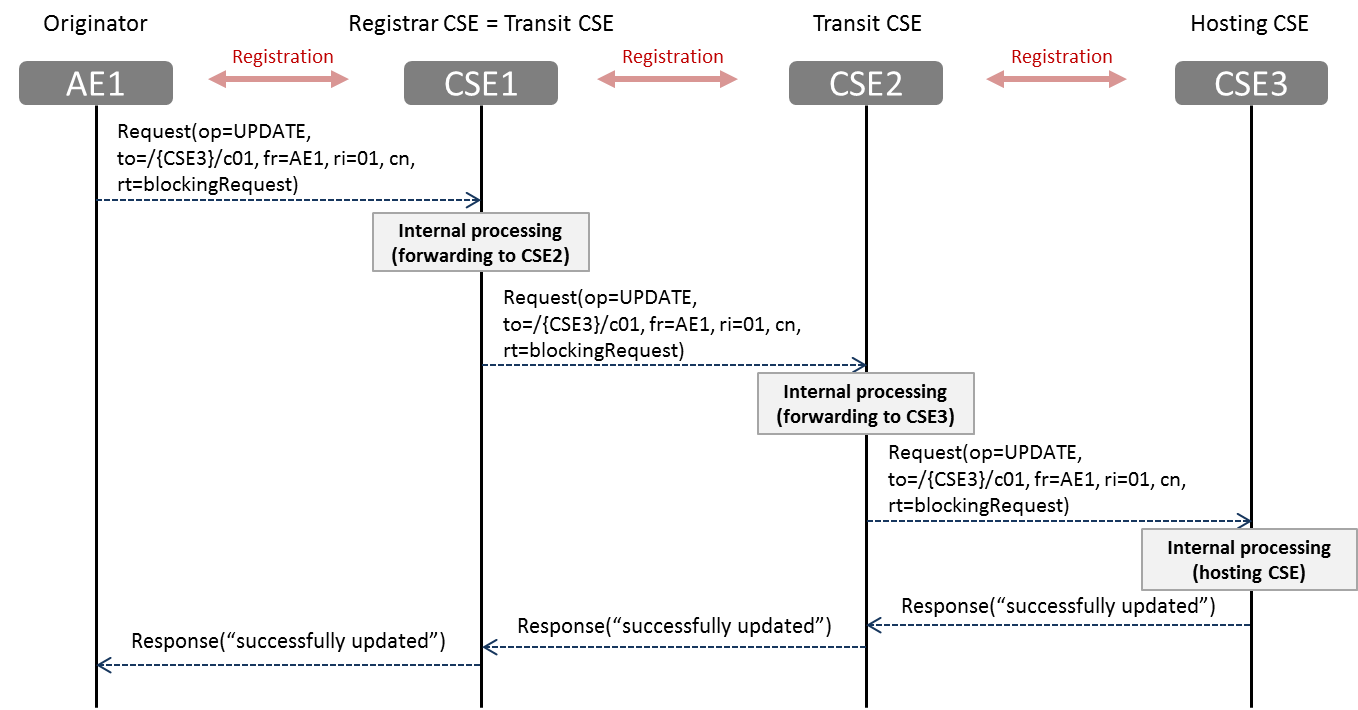 Originator
Registrar CSE = Transit CSE
Transit CSE
Hosting CSE
Registration
Registration
Registration
AE1
CSE1
CSE2
CSE3
Request(op=UPDATE,
to=/{CSE3}/c01, fr=AE1, ri=01, cn,
rt=blockingRequest)
Internal processing
(forwarding to CSE2)
Request(op=UPDATE,
to=/{CSE3}/c01, fr=AE1, ri=01, cn,
rt=blockingRequest)
Internal processing
(forwarding to CSE3)
Request(op=UPDATE,
to=/{CSE3}/c01, fr=AE1, ri=01, cn,
rt=blockingRequest)
Internal processing
(hosting CSE)
Response(“successfully updated”)
Response(“successfully updated”)
Response(“successfully updated”)